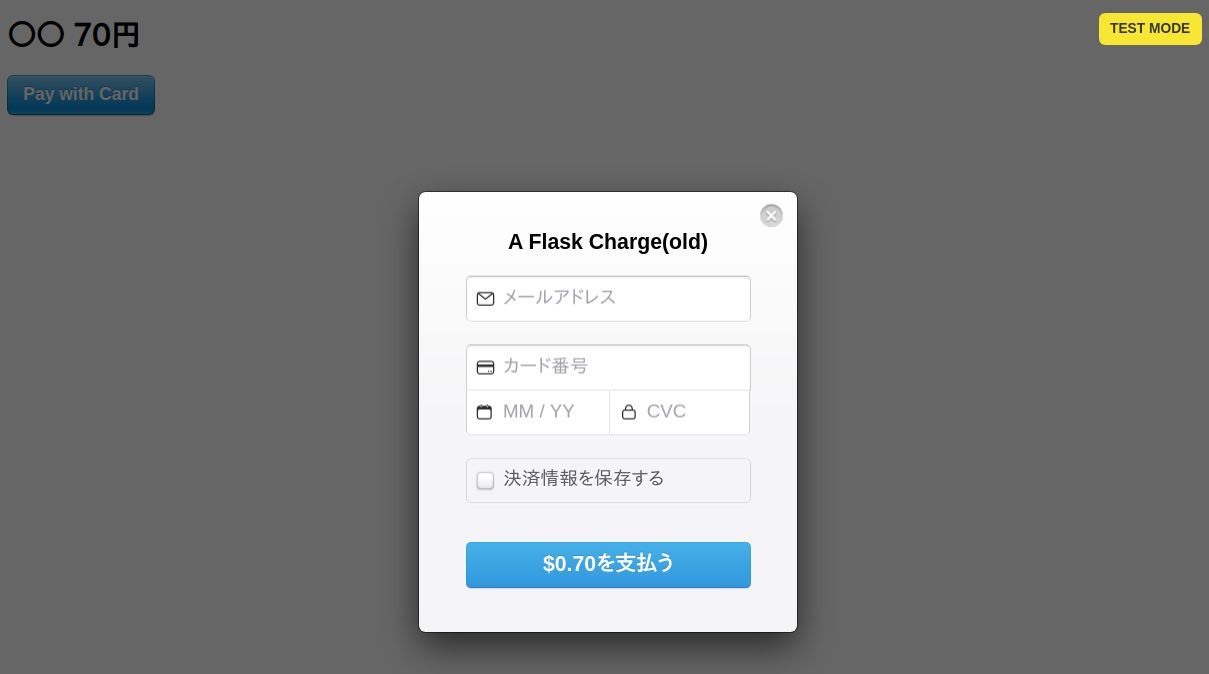 〇〇 70円
TEST MODE
Pay with Card
A Flask Charge(old)
メールアドレス
カード番号
MM / YY
CVC
決済情報を保存する
$0.70を支払う